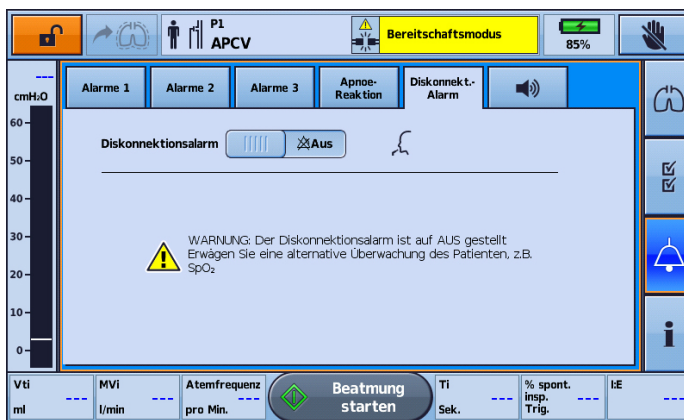 P1
APCV
Bereitschaftsmodus
85%
---
cmH₂O
60
50
40
30
20
10
0
Alarme 1
Alarme 2
Alarme 3
Apnoe-
Reaktion
Diskonnekt.-
Alarm
Diskonnektionsalarm
Aus
WARNUNG: Der Diskonnektionsalarm ist auf AUS gestellt
Erwägen Sie eine alternative Überwachung des Patienten, z.B.
SpO₂
i
Vti
---
ml
MVi
---
l/min
Atemfrequenz
---
pro Min.
Beatmung
starten
Ti
---
Sek.
% spont.
insp.
Trig.
---
I:E
---